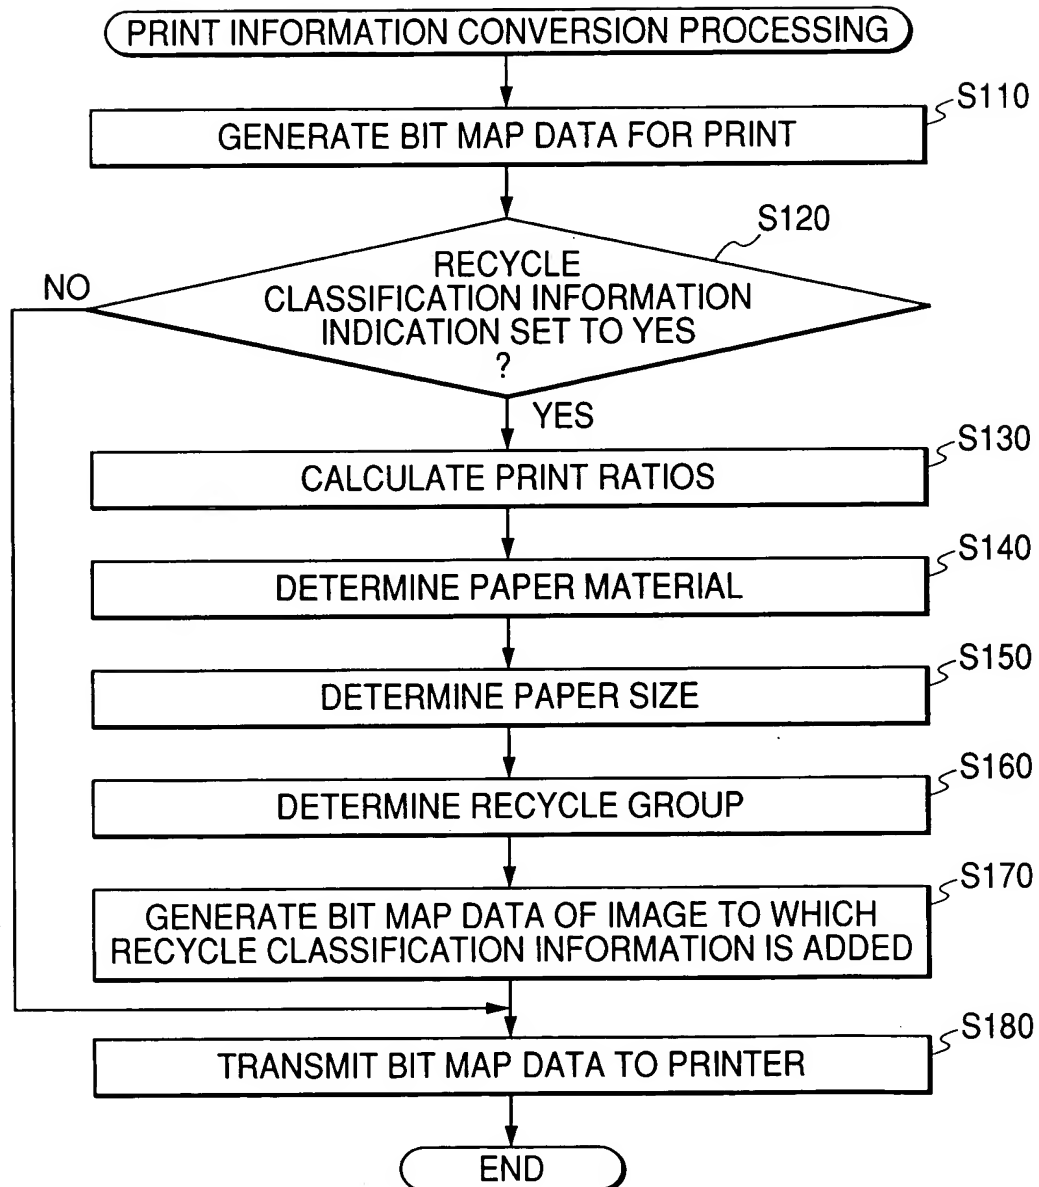 PRINT INFORMATION CONVERSION PROCESSING
S110
GENERATE BIT MAP DATA FOR PRINT
S120
RECYCLE
CLASSIFICATION INFORMATION
INDICATION SET TO YES
?
NO
YES
S130
CALCULATE PRINT RATIOS
S140
DETERMINE PAPER MATERIAL
S150
DETERMINE PAPER SIZE
S160
DETERMINE RECYCLE GROUP
S170
GENERATE BIT MAP DATA OF IMAGE TO WHICH
RECYCLE CLASSIFICATION INFORMATION IS ADDED
S180
TRANSMIT BIT MAP DATA TO PRINTER
END